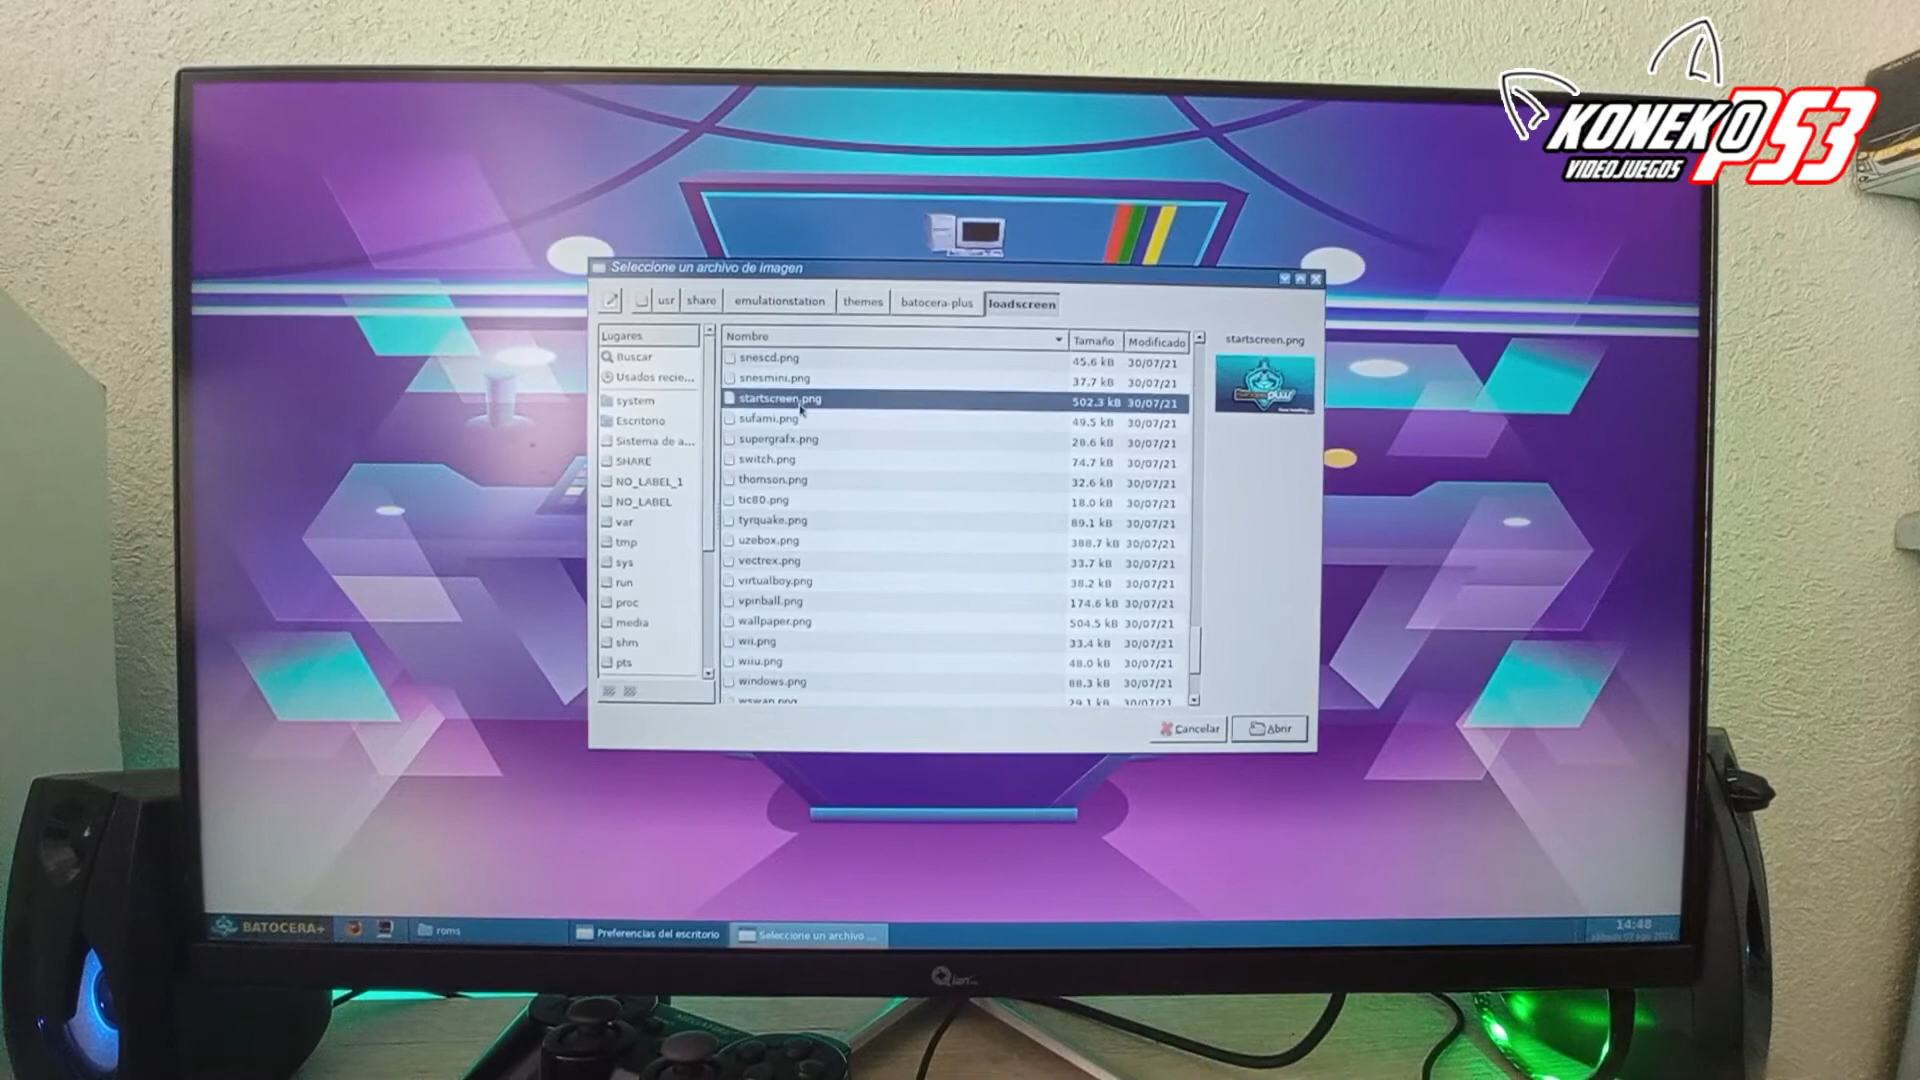 KONEKO PS3
VIDEOJUEGOS
Seleccione un archivo de imagen
usr share emulationstation themes batocera-plus loadscreen
Lugares
Buscar
Usados recie...
system
Escritorio
Sistema de a...
SHARE
NO_LABEL_1
NO_LABEL
var
tmp
sys
run
proc
media
shm
pts
Nombre Tamaño Modificado
snescd.png 45.6 kB 30/07/21
snesmini.png 37.7 kB 30/07/21
startscreen.png 502.3 kB 30/07/21
sufami.png 49.5 kB 30/07/21
supergrafx.png 28.6 kB 30/07/21
switch.png 74.7 kB 30/07/21
thomson.png 32.6 kB 30/07/21
tic80.png 18.0 kB 30/07/21
tyrquake.png 89.1 kB 30/07/21
uzebox.png 388.7 kB 30/07/21
vectrex.png 33.7 kB 30/07/21
virtualboy.png 38.2 kB 30/07/21
vpinball.png 174.6 kB 30/07/21
wallpaper.png 504.5 kB 30/07/21
wii.png 33.4 kB 30/07/21
wiiu.png 48.0 kB 30/07/21
windows.png 88.3 kB 30/07/21
wswan.png 29.1 kB 30/07/21
startscreen.png
Cancelar
Abrir
BATOCERA+
roms
Preferencias del escritorio
Seleccione un archivo ...
14:48
Qian